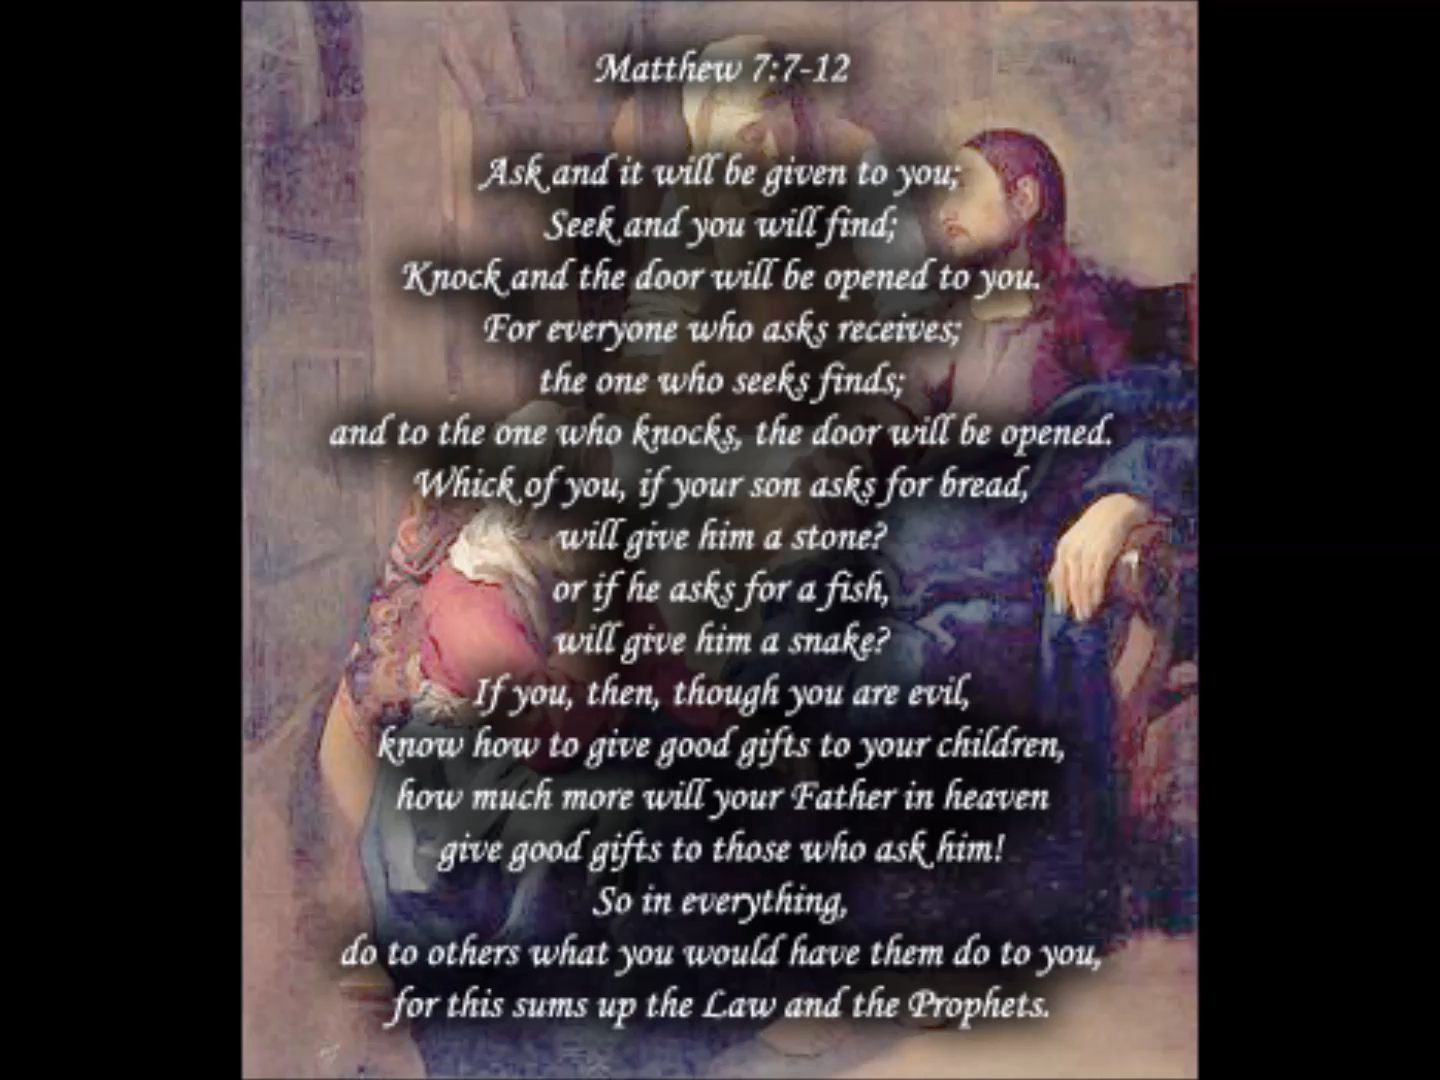 Matthew 7:7-12
Ask and it will be given to you;
Seek and you will find;
Knock and the door will be opened to you.
For everyone who asks receives;
the one who seeks finds;
and to the one who knocks, the door will be opened.
Whick of you, if your son asks for bread,
will give him a stone?
or if he asks for a fish,
will give him a snake?
If you, then, though you are evil,
know how to give good gifts to your children,
how much more will your Father in heaven
give good gifts to those who ask him!
So in everything,
do to others what you would have them do to you,
for this sums up the Law and the Prophets.